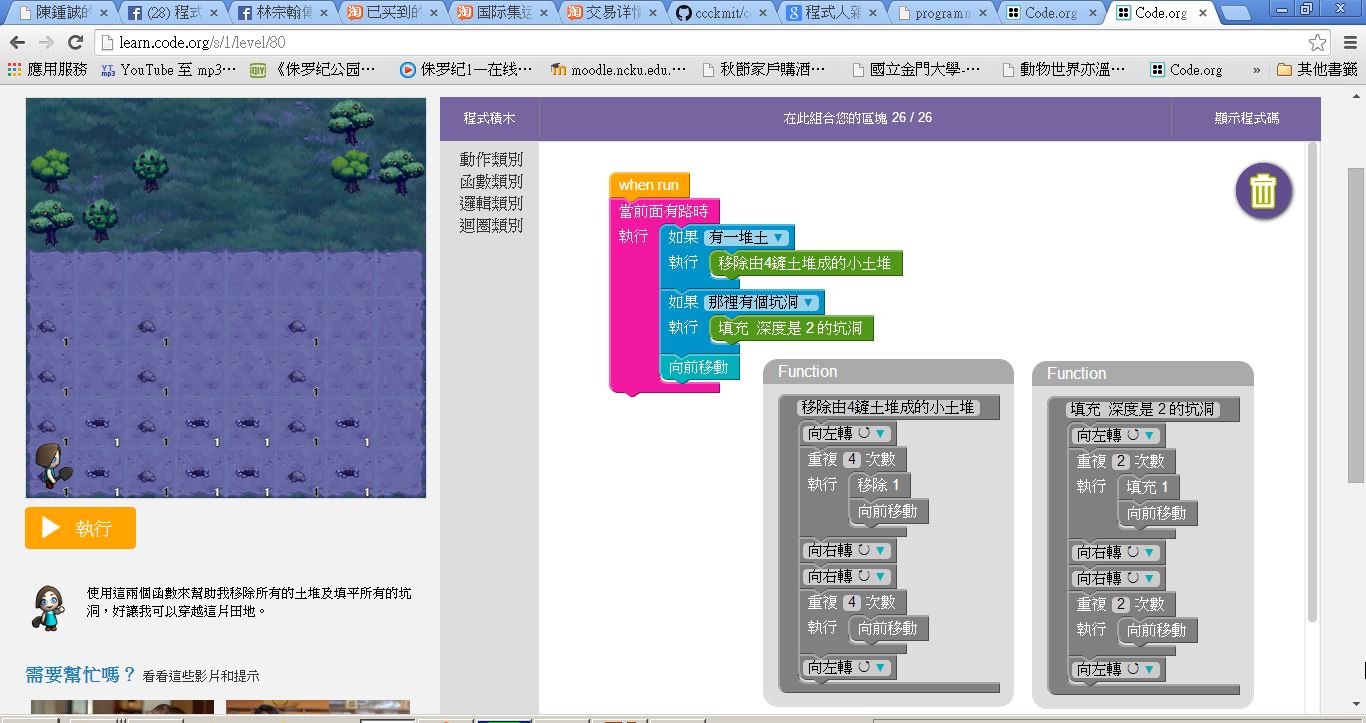 陳鍾誠的
(28) 程式
林宗翰傳
已买到的
国际集运
交易详情
ccckmit/c
程式人雜
programm
Code.org
Code.org
learn.code.org/s/1/level/80
應用服務
YouTube 至 mp3…
《侏罗纪公园…
侏罗纪1一在线…
moodle.ncku.edu.…
秋節家戶購酒…
國立金門大學-…
動物世界亦溫…
Code.org
»
其他書籤
程式積木
在此組合您的區塊 26 / 26
顯示程式碼
動作類別
函數類別
邏輯類別
迴圈類別
when run
當前面有路時
執行
如果 有一堆土
執行 移除由4鏟土堆成的小土堆
如果 那裡有個坑洞
執行 填充 深度是 2 的坑洞
向前移動
Function
移除由4鏟土堆成的小土堆
向左轉
重複 4 次數
執行 移除 1
向前移動
向右轉
向右轉
重複 4 次數
執行 向前移動
向左轉
Function
填充 深度是 2 的坑洞
向左轉
重複 2 次數
執行 填充 1
向前移動
向右轉
向右轉
重複 2 次數
執行 向前移動
向左轉
1 1 1
1 1 1
1 1 1 1 1 1 1
1 1 1 1 1 1 1
執行
使用這兩個函數來幫助我移除所有的土堆及填平所有的坑
洞，好讓我可以穿越這片田地。
需要幫忙嗎？ 看看這些影片和提示